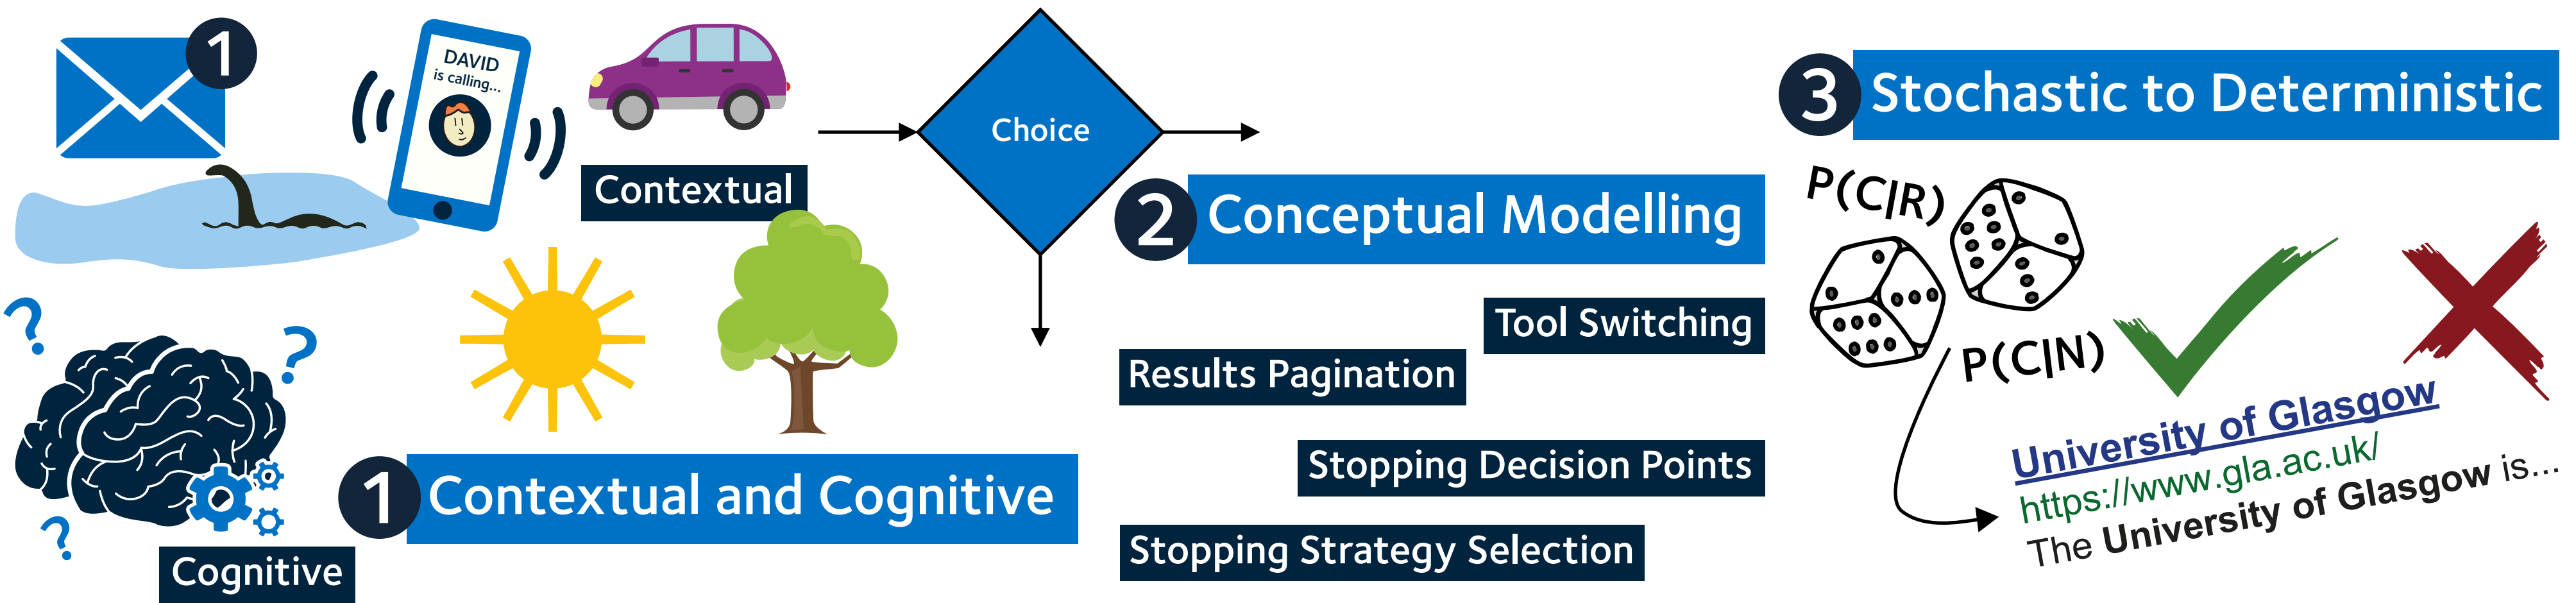 1
DAVID
is calling...
Contextual
Cognitive
1 Contextual and Cognitive
Choice
2 Conceptual Modelling
Tool Switching
Results Pagination
Stopping Decision Points
Stopping Strategy Selection
3 Stochastic to Deterministic
P(C|R)
P(C|N)
University of Glasgow
https://www.gla.ac.uk/
The University of Glasgow is...
?
?
?